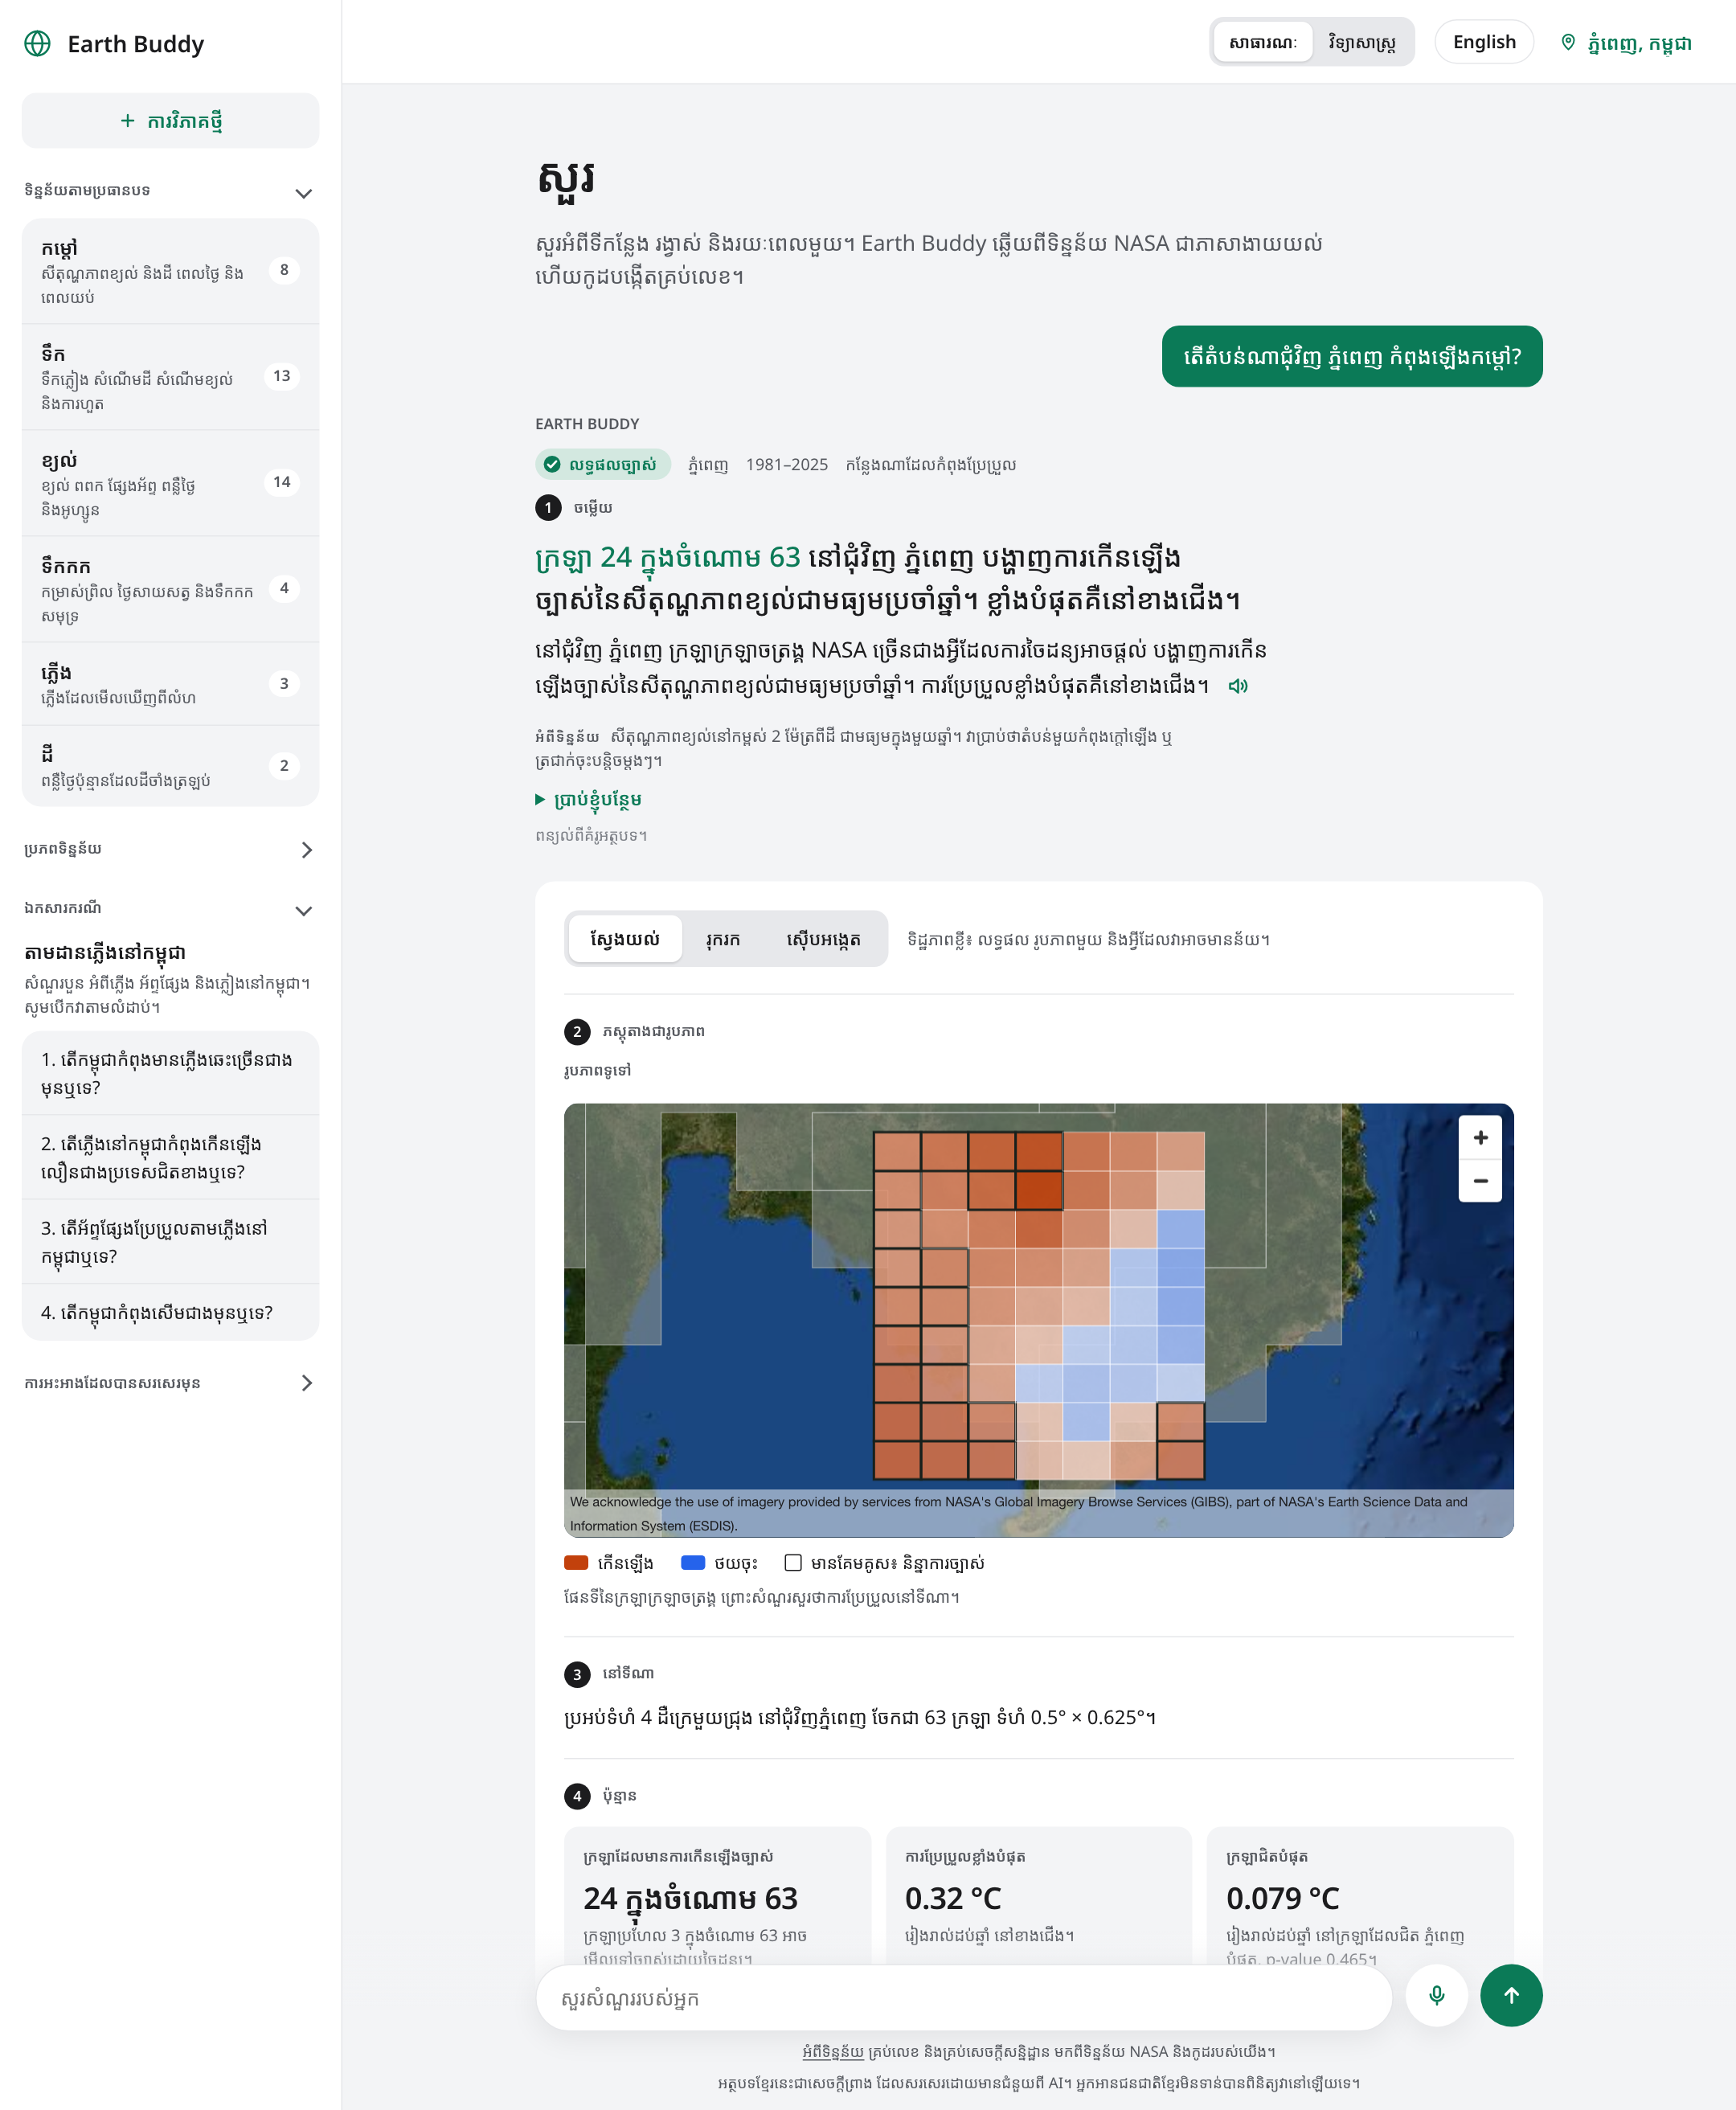 Earth Buddy
+ ការវិភាគថ្មី
ទិន្នន័យតាមប្រធានបទ
កម្ដៅ
សីតុណ្ហភាពខ្យល់ និងដី ពេលថ្ងៃ និង
ពេលយប់
8
ទឹក
ទឹកភ្លៀង សំណើមដី សំណើមខ្យល់
និងការហួត
13
ខ្យល់
ខ្យល់ ពពក ផ្សែងអ័ព្ទ ពន្លឺថ្ងៃ
និងអូហ្សូន
14
ទឹកកក
កម្រាស់ព្រិល ថ្ងៃសាយសត្វ និងទឹកកក
សមុទ្រ
4
ភ្លើង
ភ្លើងដែលមើលឃើញពីលំហ
3
ដី
ពន្លឺថ្ងៃប៉ុន្មានដែលដីចាំងត្រឡប់
2
ប្រភពទិន្នន័យ
ឯកសារករណី
តាមដានភ្លើងនៅកម្ពុជា
សំណួរបួន អំពីភ្លើង អ័ព្ទផ្សែង និងភ្លៀងនៅកម្ពុជា។
សូមបើកវាតាមលំដាប់។
1. តើកម្ពុជាកំពុងមានភ្លើងឆេះច្រើនជាង
មុនឬទេ?
2. តើភ្លើងនៅកម្ពុជាកំពុងកើនឡើង
លឿនជាងប្រទេសជិតខាងឬទេ?
3. តើអ័ព្ទផ្សែងប្រែប្រួលតាមភ្លើងនៅ
កម្ពុជាឬទេ?
4. តើកម្ពុជាកំពុងសើមជាងមុនឬទេ?
ការអះអាងដែលបានសរសេរមុន
សាធារណៈ
វិទ្យាសាស្ត្រ
English
ភ្នំពេញ, កម្ពុជា
សួរ
សួរអំពីទីកន្លែង រង្វាស់ និងរយៈពេលមួយ។ Earth Buddy ឆ្លើយពីទិន្នន័យ NASA ជាភាសាងាយយល់
ហើយកូដបង្កើតគ្រប់លេខ។
តើតំបន់ណាជុំវិញ ភ្នំពេញ កំពុងឡើងកម្ដៅ?
EARTH BUDDY
លទ្ធផលច្បាស់ ភ្នំពេញ 1981–2025 កន្លែងណាដែលកំពុងប្រែប្រួល
1 ចម្លើយ
ក្រឡា 24 ក្នុងចំណោម 63 នៅជុំវិញ ភ្នំពេញ បង្ហាញការកើនឡើង
ច្បាស់នៃសីតុណ្ហភាពខ្យល់ជាមធ្យមប្រចាំឆ្នាំ។ ខ្លាំងបំផុតគឺនៅខាងជើង។
នៅជុំវិញ ភ្នំពេញ ក្រឡាក្រឡាចត្រង្គ NASA ច្រើនជាងអ្វីដែលការចៃដន្យអាចផ្ដល់ បង្ហាញការកើន
ឡើងច្បាស់នៃសីតុណ្ហភាពខ្យល់ជាមធ្យមប្រចាំឆ្នាំ។ ការប្រែប្រួលខ្លាំងបំផុតគឺនៅខាងជើង។
អំពីទិន្នន័យ សីតុណ្ហភាពខ្យល់នៅកម្ពស់ 2 ម៉ែត្រពីដី ជាមធ្យមក្នុងមួយឆ្នាំ។ វាប្រាប់ថាតំបន់មួយកំពុងក្ដៅឡើង ឬ
ត្រជាក់ចុះបន្តិចម្ដងៗ។
ប្រាប់ខ្ញុំបន្ថែម
ពន្យល់ពីគំរូអត្ថបទ។
ស្វែងយល់
រុករក
ស៊ើបអង្កេត
ទិដ្ឋភាពខ្លី៖ លទ្ធផល រូបភាពមួយ និងអ្វីដែលវាអាចមានន័យ។
2 ភស្តុតាងជារូបភាព
រូបភាពទូទៅ
+
−
We acknowledge the use of imagery provided by services from NASA's Global Imagery Browse Services (GIBS), part of NASA's Earth Science Data and
Information System (ESDIS).
កើនឡើង ថយចុះ មានគែមគូស៖ និន្នាការច្បាស់
ផែនទីនៃក្រឡាក្រឡាចត្រង្គ ព្រោះសំណួរសួរថាការប្រែប្រួលនៅទីណា។
3 នៅទីណា
ប្រអប់ទំហំ 4 ដឺក្រេមួយជ្រុង នៅជុំវិញភ្នំពេញ ចែកជា 63 ក្រឡា ទំហំ 0.5° × 0.625°។
4 ប៉ុន្មាន
ក្រឡាដែលមានការកើនឡើងច្បាស់
24 ក្នុងចំណោម 63
ក្រឡាប្រហែល 3 ក្នុងចំណោម 63 អាច
មើលទៅច្បាស់ដោយចៃដន្យ។
ការប្រែប្រួលខ្លាំងបំផុត
0.32 °C
រៀងរាល់ដប់ឆ្នាំ នៅខាងជើង។
ក្រឡាជិតបំផុត
0.079 °C
រៀងរាល់ដប់ឆ្នាំ នៅក្រឡាដែលជិត ភ្នំពេញ
បំផុត. p-value 0.465។
សួរសំណួររបស់អ្នក
អំពីទិន្នន័យ គ្រប់លេខ និងគ្រប់សេចក្ដីសន្និដ្ឋាន មកពីទិន្នន័យ NASA និងកូដរបស់យើង។
អត្ថបទខ្មែរនេះជាសេចក្ដីព្រាង ដែលសរសេរដោយមានជំនួយពី AI។ អ្នកអានជនជាតិខ្មែរមិនទាន់បានពិនិត្យវានៅឡើយទេ។